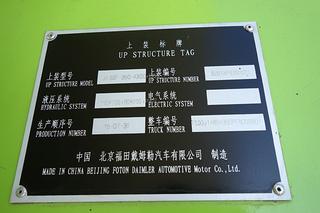 上装标牌
UP STRUCTURE TAG
上装型号 上装编号
UP STRUCTURE MODEL UP STRUCTURE NUMBER
液压系统 电气系统
HYDRAULIC SYSTEM ELECTRIC SYSTEM
生产顺序号 整车编号
PRODUCTION NUMBER TRUCK NUMBER
中国 北京福田戴姆勒汽车有限公司 制造
MADE IN CHINA BEIJING FOTON DAIMLER AUTOMOTIVE Motor Co.,Ltd.